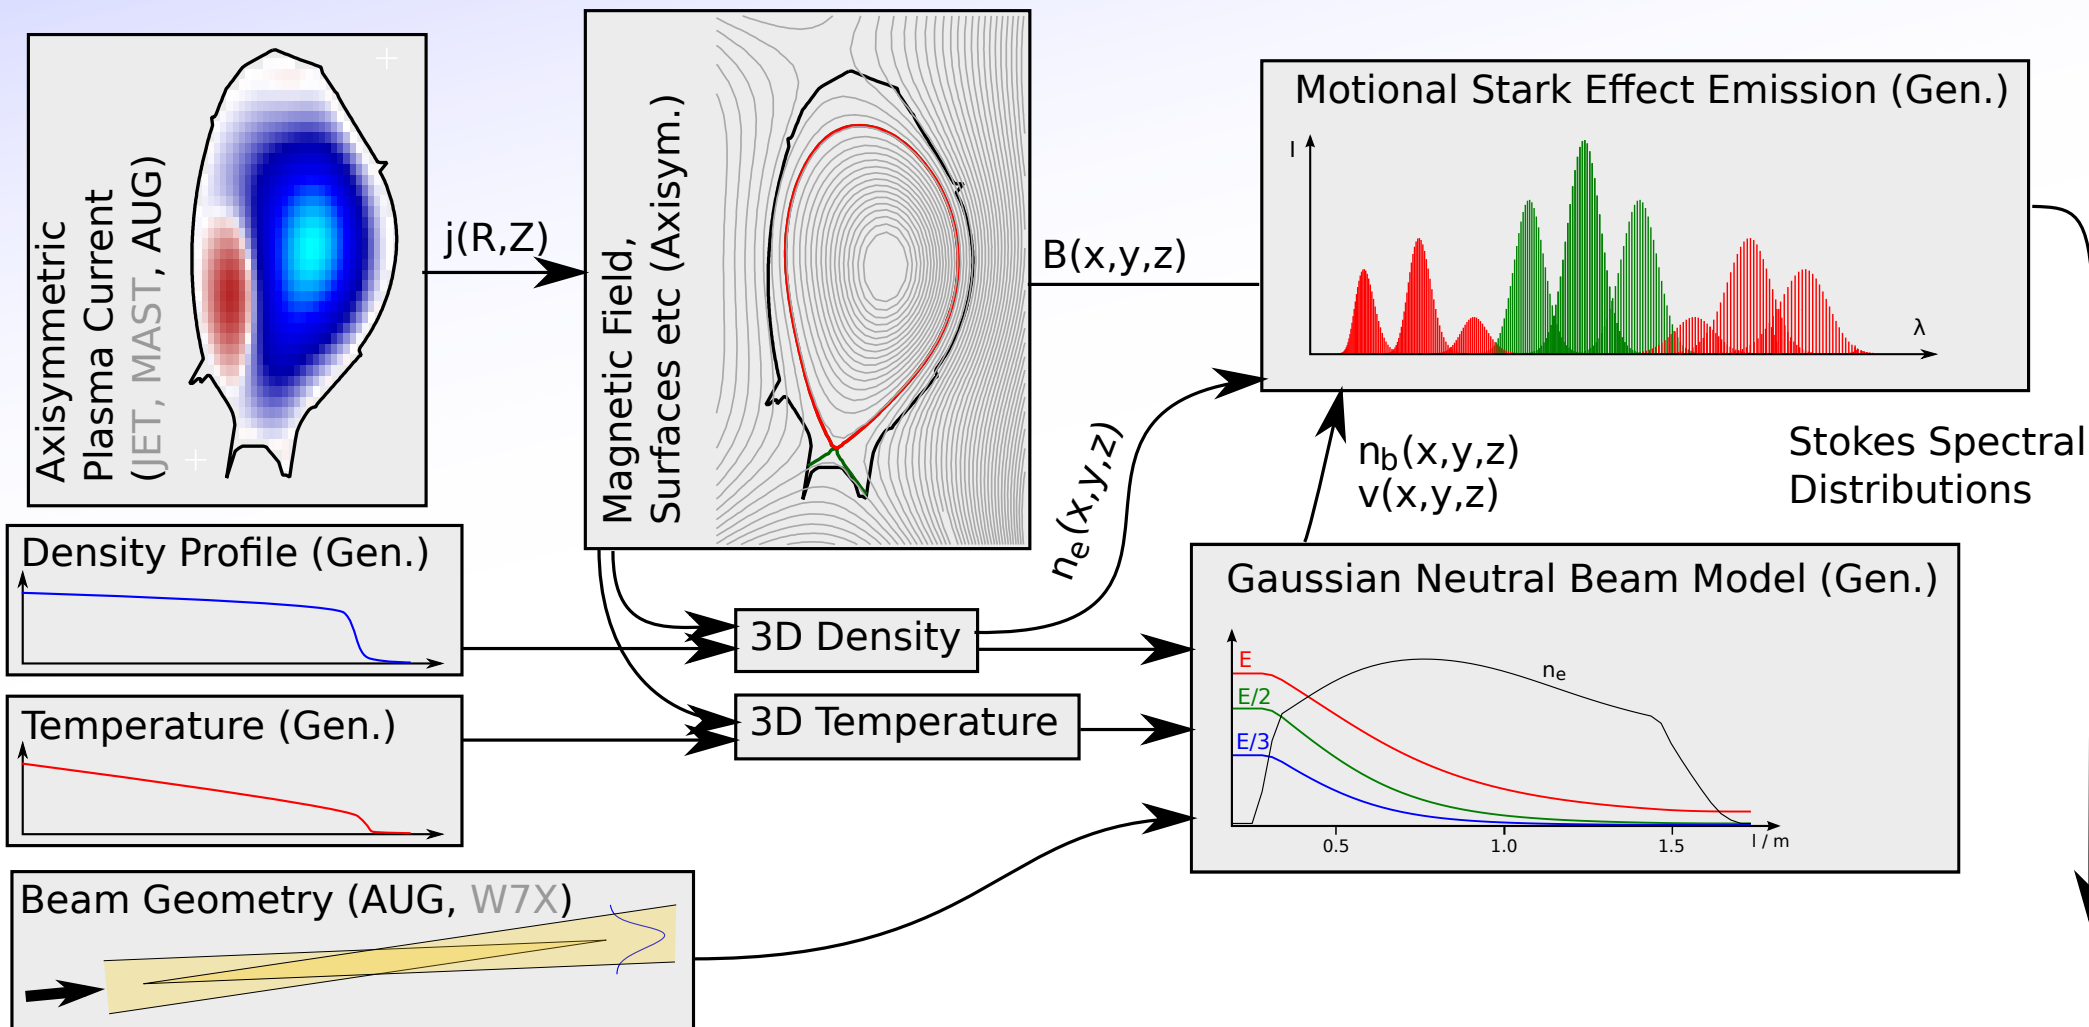 Axisymmetric
Plasma Current
(JET, MAST, AUG)
j(R,Z)
Magnetic Field,
Surfaces etc (Axisym.)
B(x,y,z)
Motional Stark Effect Emission (Gen.)
I
λ
n_e(x,y,z)
n_b(x,y,z)
v(x,y,z)
Stokes Spectral
Distributions
Density Profile (Gen.)
3D Density
Temperature (Gen.)
3D Temperature
Gaussian Neutral Beam Model (Gen.)
E
E/2
E/3
n_e
0.5 1.0 1.5 l / m
Beam Geometry (AUG, W7X)